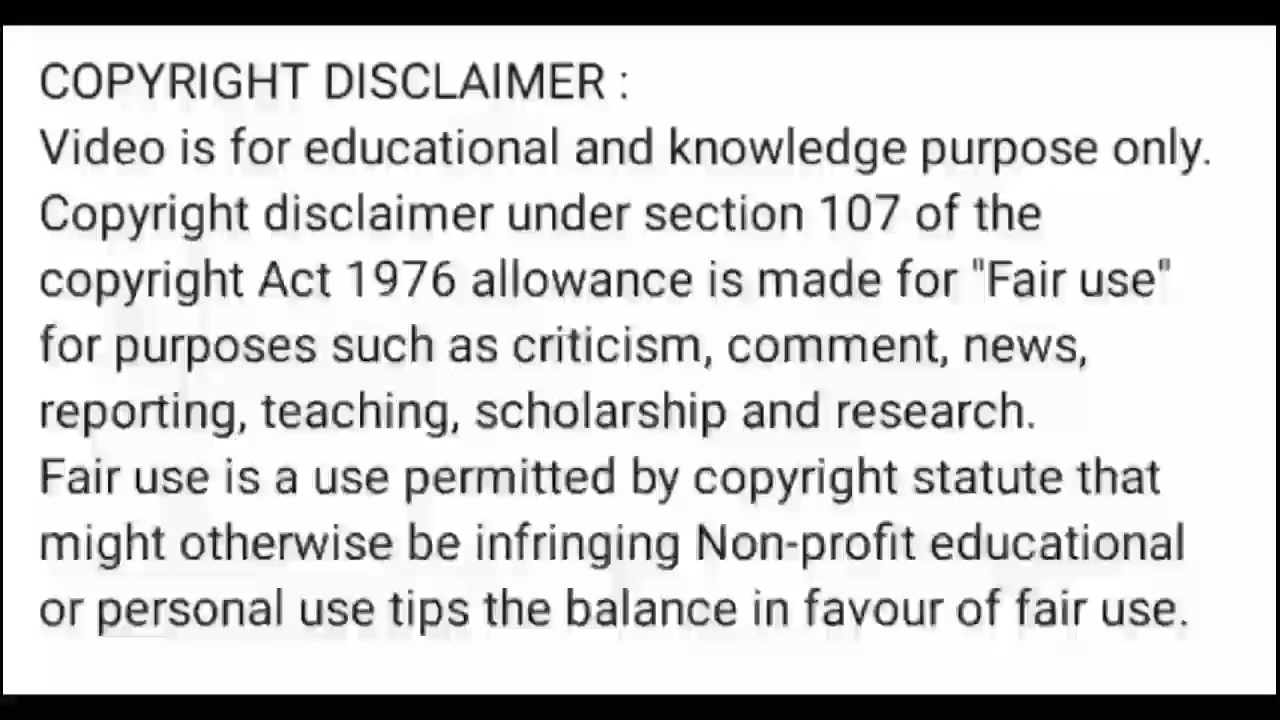 COPYRIGHT DISCLAIMER :
Video is for educational and knowledge purpose only.
Copyright disclaimer under section 107 of the
copyright Act 1976 allowance is made for "Fair use"
for purposes such as criticism, comment, news,
reporting, teaching, scholarship and research.
Fair use is a use permitted by copyright statute that
might otherwise be infringing Non-profit educational
or personal use tips the balance in favour of fair use.